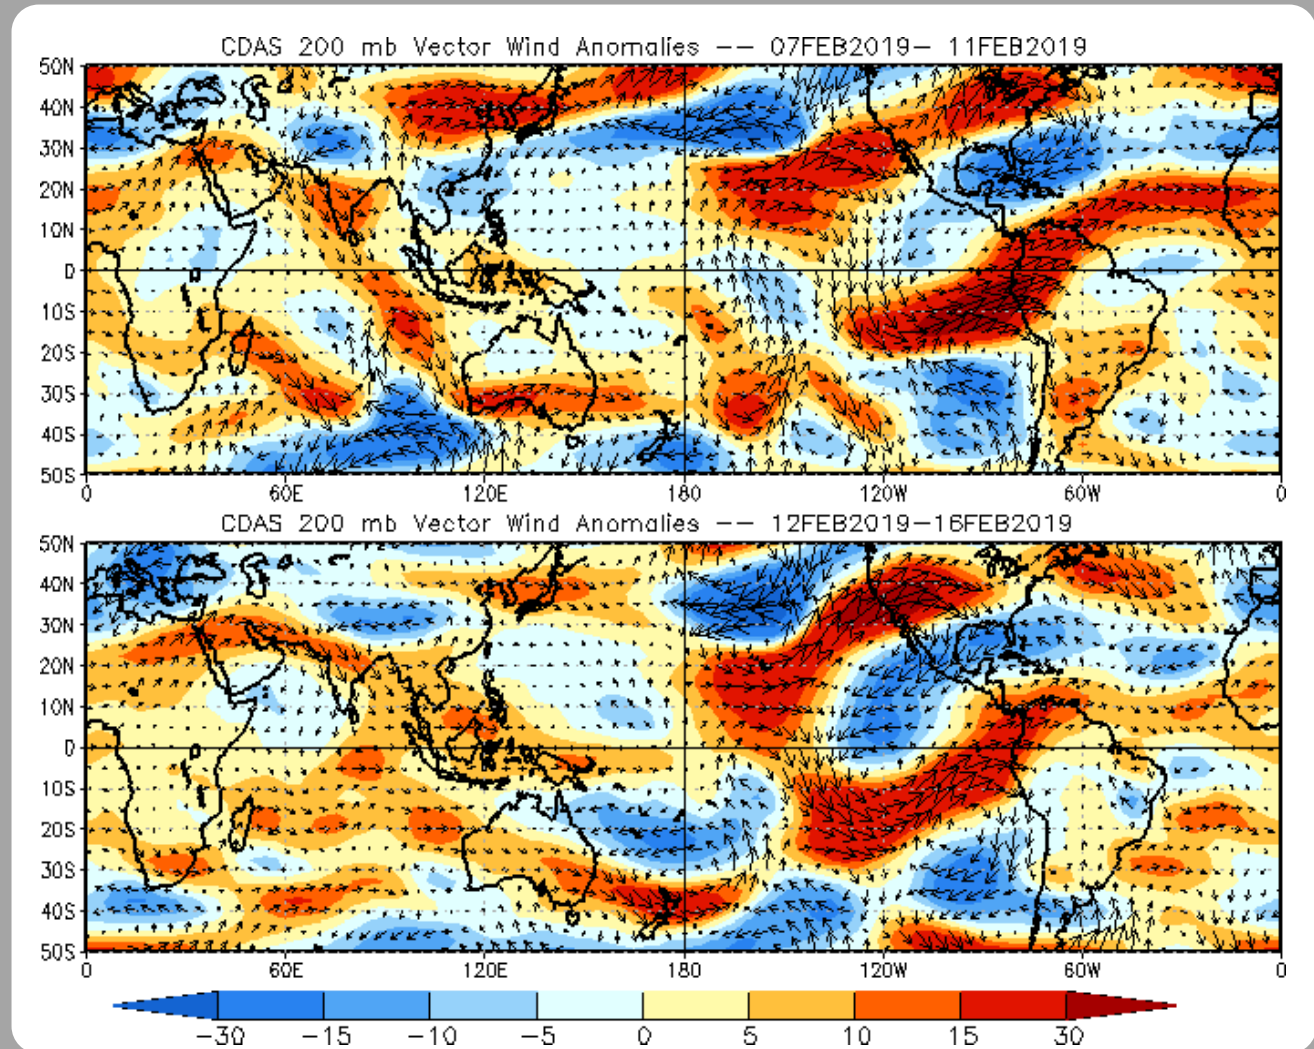 CDAS 200 mb Vector Wind Anomalies -- 07FEB2019- 11FEB2019
50N
40N
30N
20N
10N
0
10S
20S
30S
40S
50S
0 60E 120E 180 120W 60W 0
CDAS 200 mb Vector Wind Anomalies -- 12FEB2019-16FEB2019
50N
40N
30N
20N
10N
0
10S
20S
30S
40S
50S
0 60E 120E 180 120W 60W 0
-30 -15 -10 -5 0 5 10 15 30